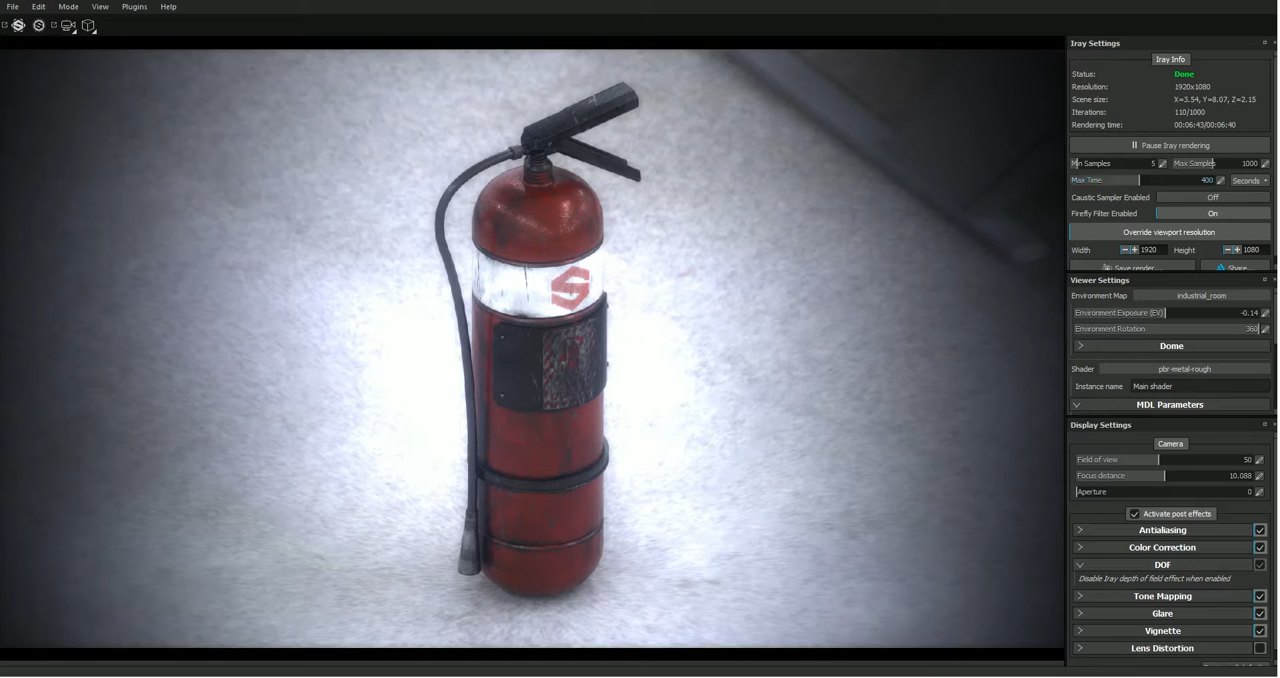 File Edit Mode View Plugins Help
Iray Settings
Iray Info
Status: Done
Resolution: 1920x1080
Scene size: X=3.54, Y=8.07, Z=2.15
Iterations: 110/1000
Rendering time: 00:06:43/00:06:40
Pause Iray rendering
Min Samples 5 Max Samples 1000
Max Time 400 Seconds
Caustic Sampler Enabled Off
Firefly Filter Enabled On
Override viewport resolution
Width 1920 Height 1080
Save render... Share...
Viewer Settings
Environment Map industrial_room
Environment Exposure (EV) -0.14
Environment Rotation 360
Dome
Shader pbr-metal-rough
Instance name Main shader
MDL Parameters
Display Settings
Camera
Field of view 50
Focus distance 10.088
Aperture 0
Activate post effects
Antialiasing
Color Correction
DOF
Disable Iray depth of field effect when enabled
Tone Mapping
Glare
Vignette
Lens Distortion